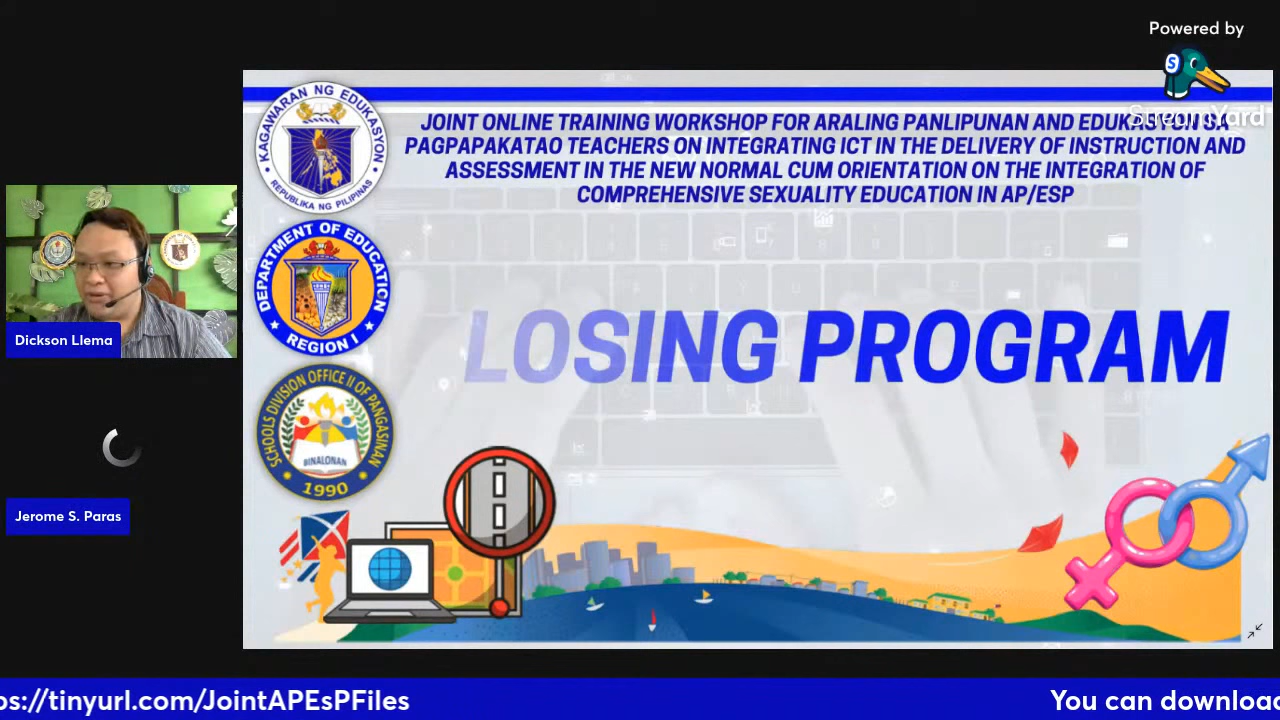 Powered by
StreamYard
JOINT ONLINE TRAINING WORKSHOP FOR ARALING PANLIPUNAN AND EDUKASYON SA
PAGPAPAKATAO TEACHERS ON INTEGRATING ICT IN THE DELIVERY OF INSTRUCTION AND
ASSESSMENT IN THE NEW NORMAL CUM ORIENTATION ON THE INTEGRATION OF
COMPREHENSIVE SEXUALITY EDUCATION IN AP/ESP
KAGAWARAN NG EDUKASYON
REPUBLIKA NG PILIPINAS
DEPARTMENT OF EDUCATION
REGION I
LOSING PROGRAM
Dickson Llema
SCHOOLS DIVISION OFFICE II OF PANGASINAN
BINALONAN
1990
Jerome S. Paras
ps://tinyurl.com/JointAPEsPFiles
You can download